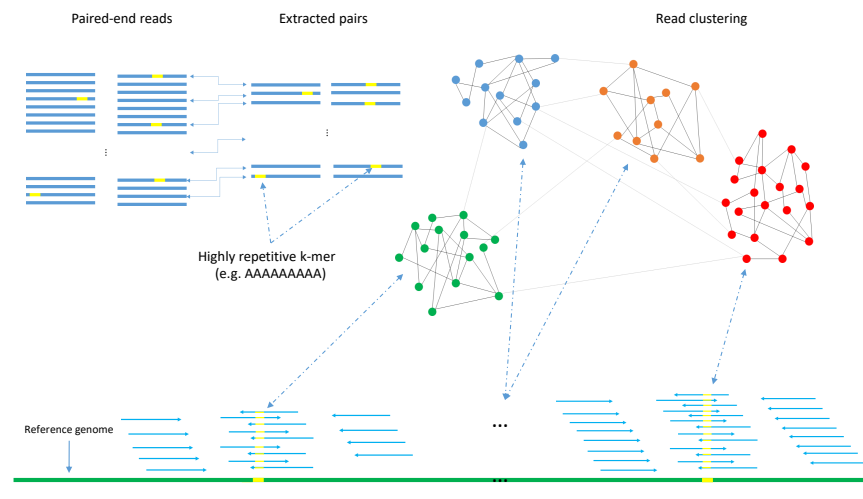 Paired-end reads
Extracted pairs
Read clustering
...
...
Highly repetitive k-mer
(e.g. AAAAAAAAA)
...
Reference genome
...